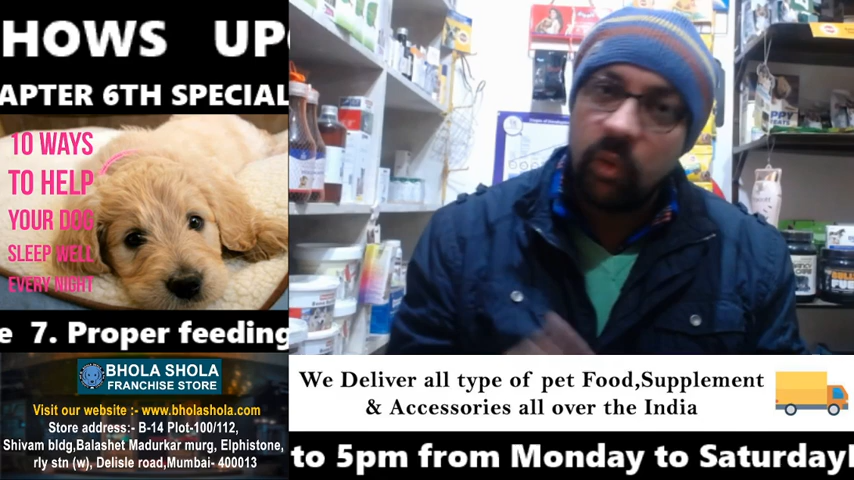 HOWS UP
APTER 6TH SPECIAL
10 WAYS
TO HELP
YOUR DOG
SLEEP WELL
EVERY NIGHT
e 7. Proper feeding
BHOLA SHOLA
FRANCHISE STORE
Visit our website :- www.bholashola.com
Store address:- B-14 Plot-100/112,
Shivam bldg,Balashet Madurkar murg, Elphistone,
rly stn (w), Delisle road,Mumbai- 400013
We Deliver all type of pet Food,Supplement
& Accessories all over the India
to 5pm from Monday to Saturday